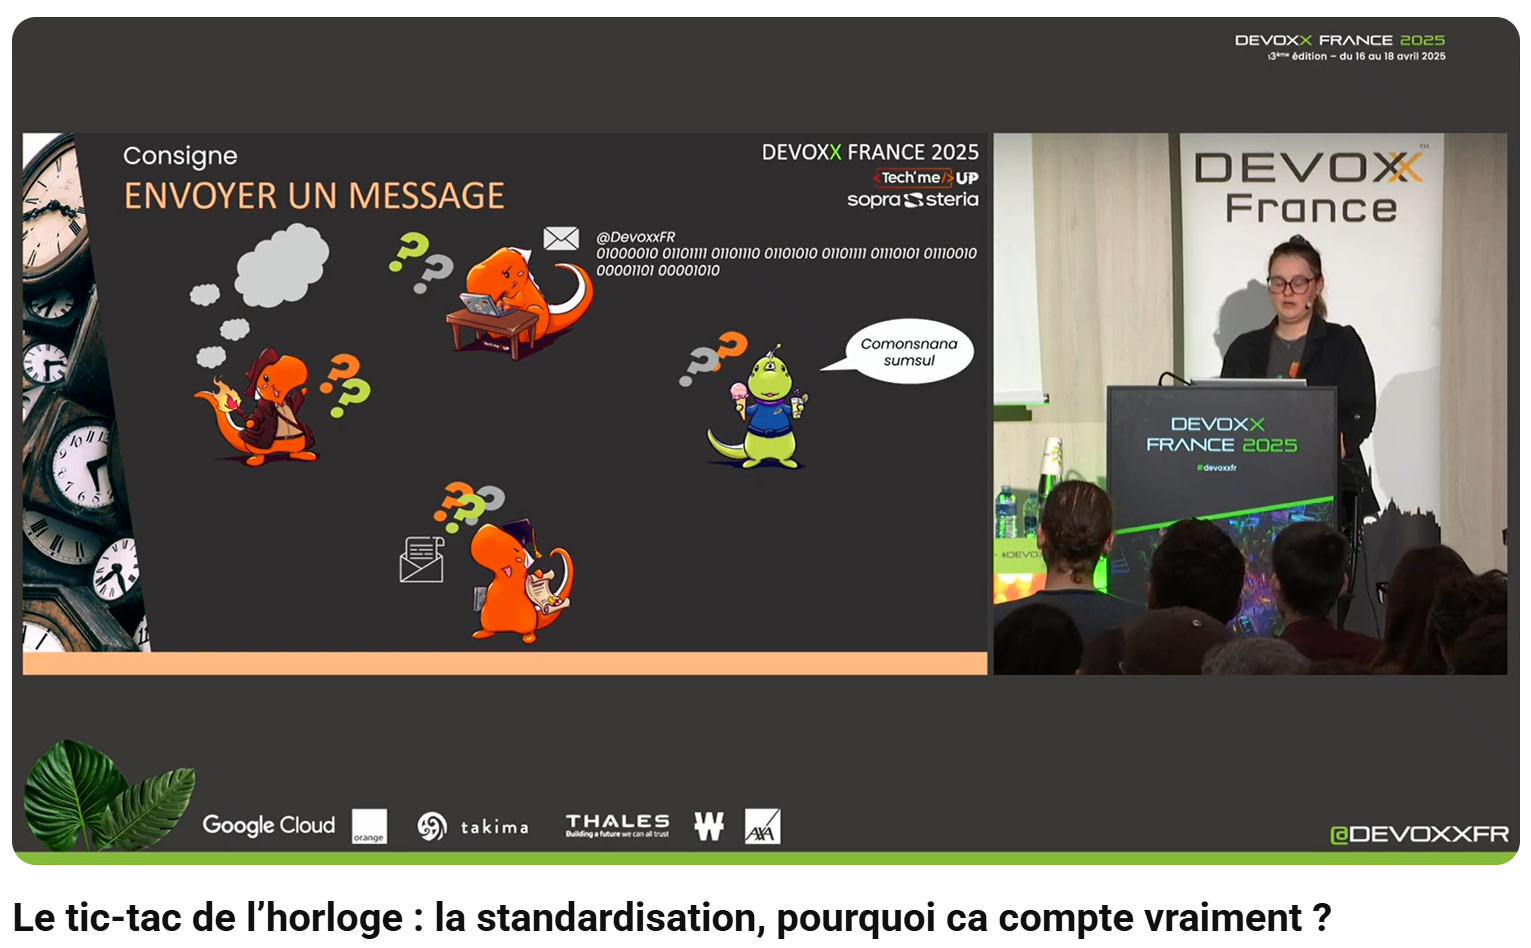 DEVOXX FRANCE 2025
13ème édition – du 16 au 18 avril 2025
Consigne
ENVOYER UN MESSAGE
DEVOXX FRANCE 2025
<Tech'me/>UP
sopra steria
@DevoxxFR
01000010 01101111 01101110 01101010 01101111 01110101 01110010
00001101 00001010
Comonsnana
sumsul
DEVOXX
France
DEVOXX
FRANCE 2025
#devoxxfr
Google Cloud
orange
takima
THALES
Building a future we can all trust
W
AXA
@DEVOXXFR
Le tic-tac de l’horloge : la standardisation, pourquoi ca compte vraiment ?